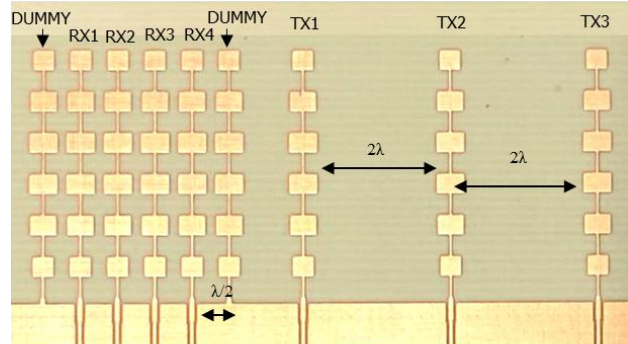 DUMMY
DUMMY
TX1
TX2
TX3
RX1
RX2
RX3
RX4
2λ
2λ
λ/2